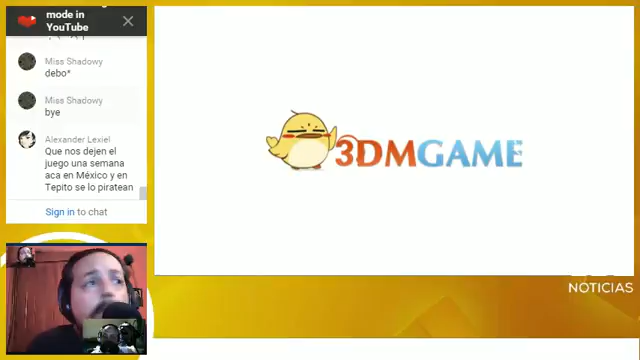 mode in
YouTube
Miss Shadowy
debo*
Miss Shadowy
bye
Alexander Lexiel
Que nos dejen el
juego una semana
aca en México y en
Tepito se lo piratean
Sign in to chat
3DMGAME
NOTICIAS